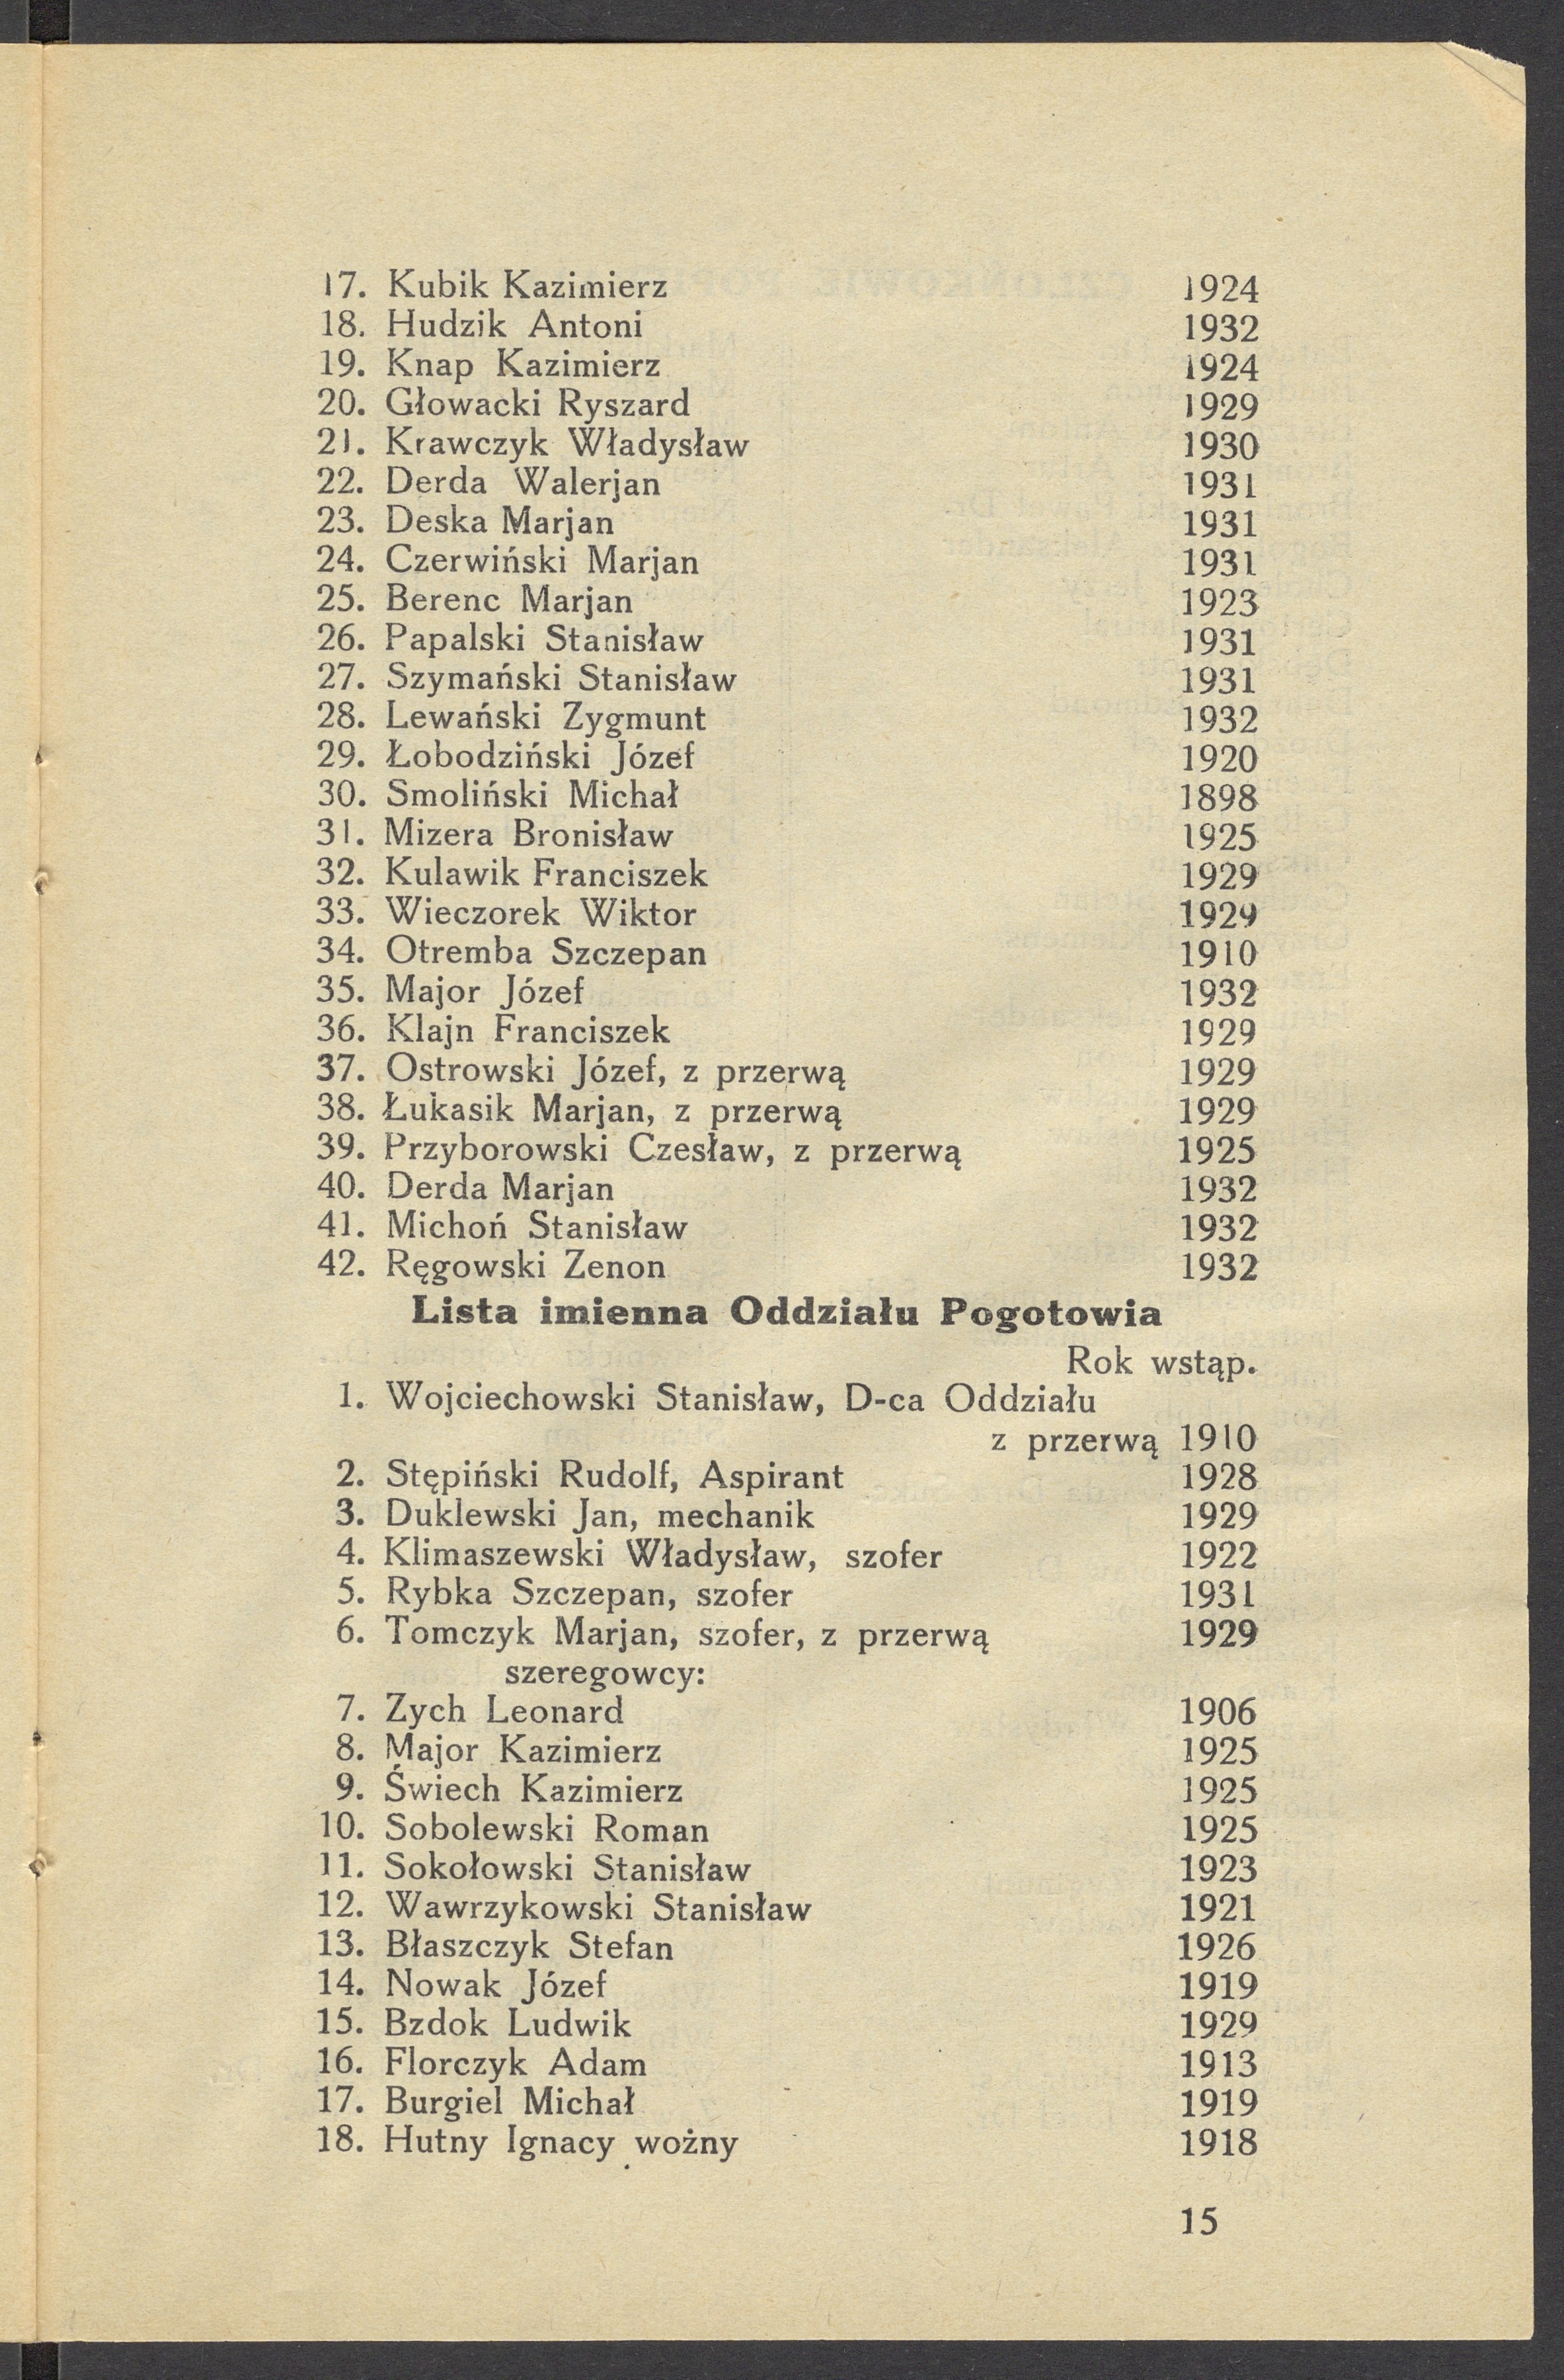 17. Kubik Kazimierz 1924
18. Hudzik Antoni 1932
19. Knap Kazimierz 1924
20. Głowacki Ryszard 1929
21. Krawczyk Władysław 1930
22. Derda Walerjan 1931
23. Deska Marjan 1931
24. Czerwiński Marjan 1931
25. Berenc Marjan 1923
26. Papalski Stanisław 1931
27. Szymański Stanisław 1931
28. Lewański Zygmunt 1932
29. Łobodziński Józef 1920
30. Smoliński Michał 1898
31. Mizera Bronisław 1925
32. Kulawik Franciszek 1929
33. Wieczorek Wiktor 1929
34. Otremba Szczepan 1910
35. Major Józef 1932
36. Klajn Franciszek 1929
37. Ostrowski Józef, z przerwą 1929
38. Łukasik Marjan, z przerwą 1929
39. Przyborowski Czesław, z przerwą 1925
40. Derda Marjan 1932
41. Michoń Stanisław 1932
42. Ręgowski Zenon 1932
Lista imienna Oddziału Pogotowia
Rok wstąp.
1. Wojciechowski Stanisław, D-ca Oddziału
z przerwą 1910
2. Stępiński Rudolf, Aspirant 1928
3. Duklewski Jan, mechanik 1929
4. Klimaszewski Władysław, szofer 1922
5. Rybka Szczepan, szofer 1931
6. Tomczyk Marjan, szofer, z przerwą 1929
szeregowcy:
7. Zych Leonard 1906
8. Major Kazimierz 1925
9. Świech Kazimierz 1925
10. Sobolewski Roman 1925
11. Sokołowski Stanisław 1923
12. Wawrzykowski Stanisław 1921
13. Błaszczyk Stefan 1926
14. Nowak Józef 1919
15. Bzdok Ludwik 1929
16. Florczyk Adam 1913
17. Burgiel Michał 1919
18. Hutny Ignacy wożny 1918
15